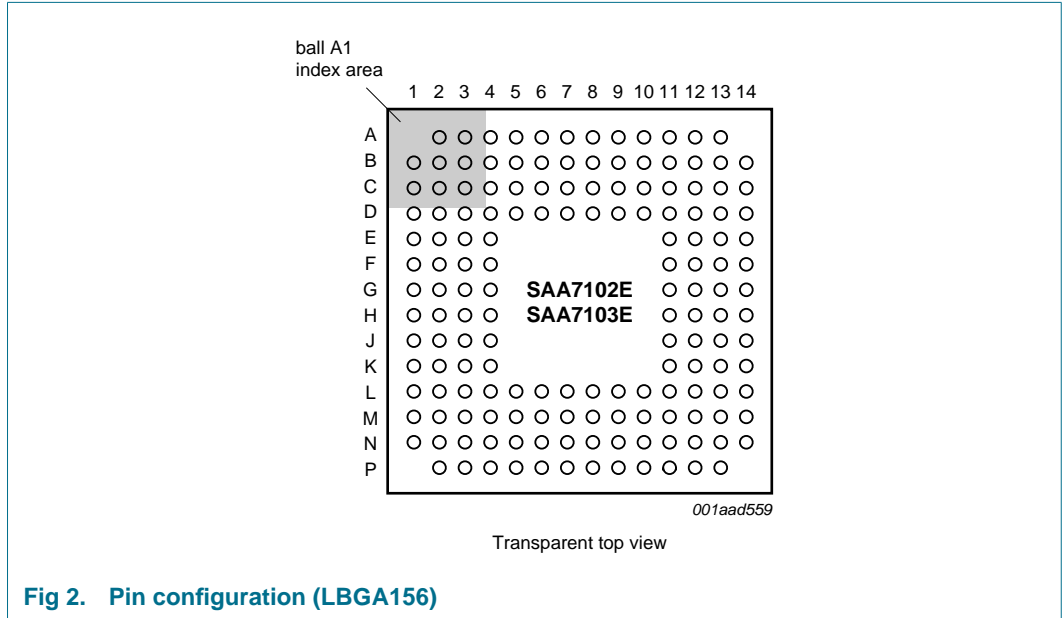 ball A1
index area
1 2 3 4 5 6 7 8 9 10 11 12 13 14
A
B
C
D
E
F
G
H
J
K
L
M
N
P
SAA7102E
SAA7103E
001aad559
Transparent top view
Fig 2. Pin configuration (LBGA156)